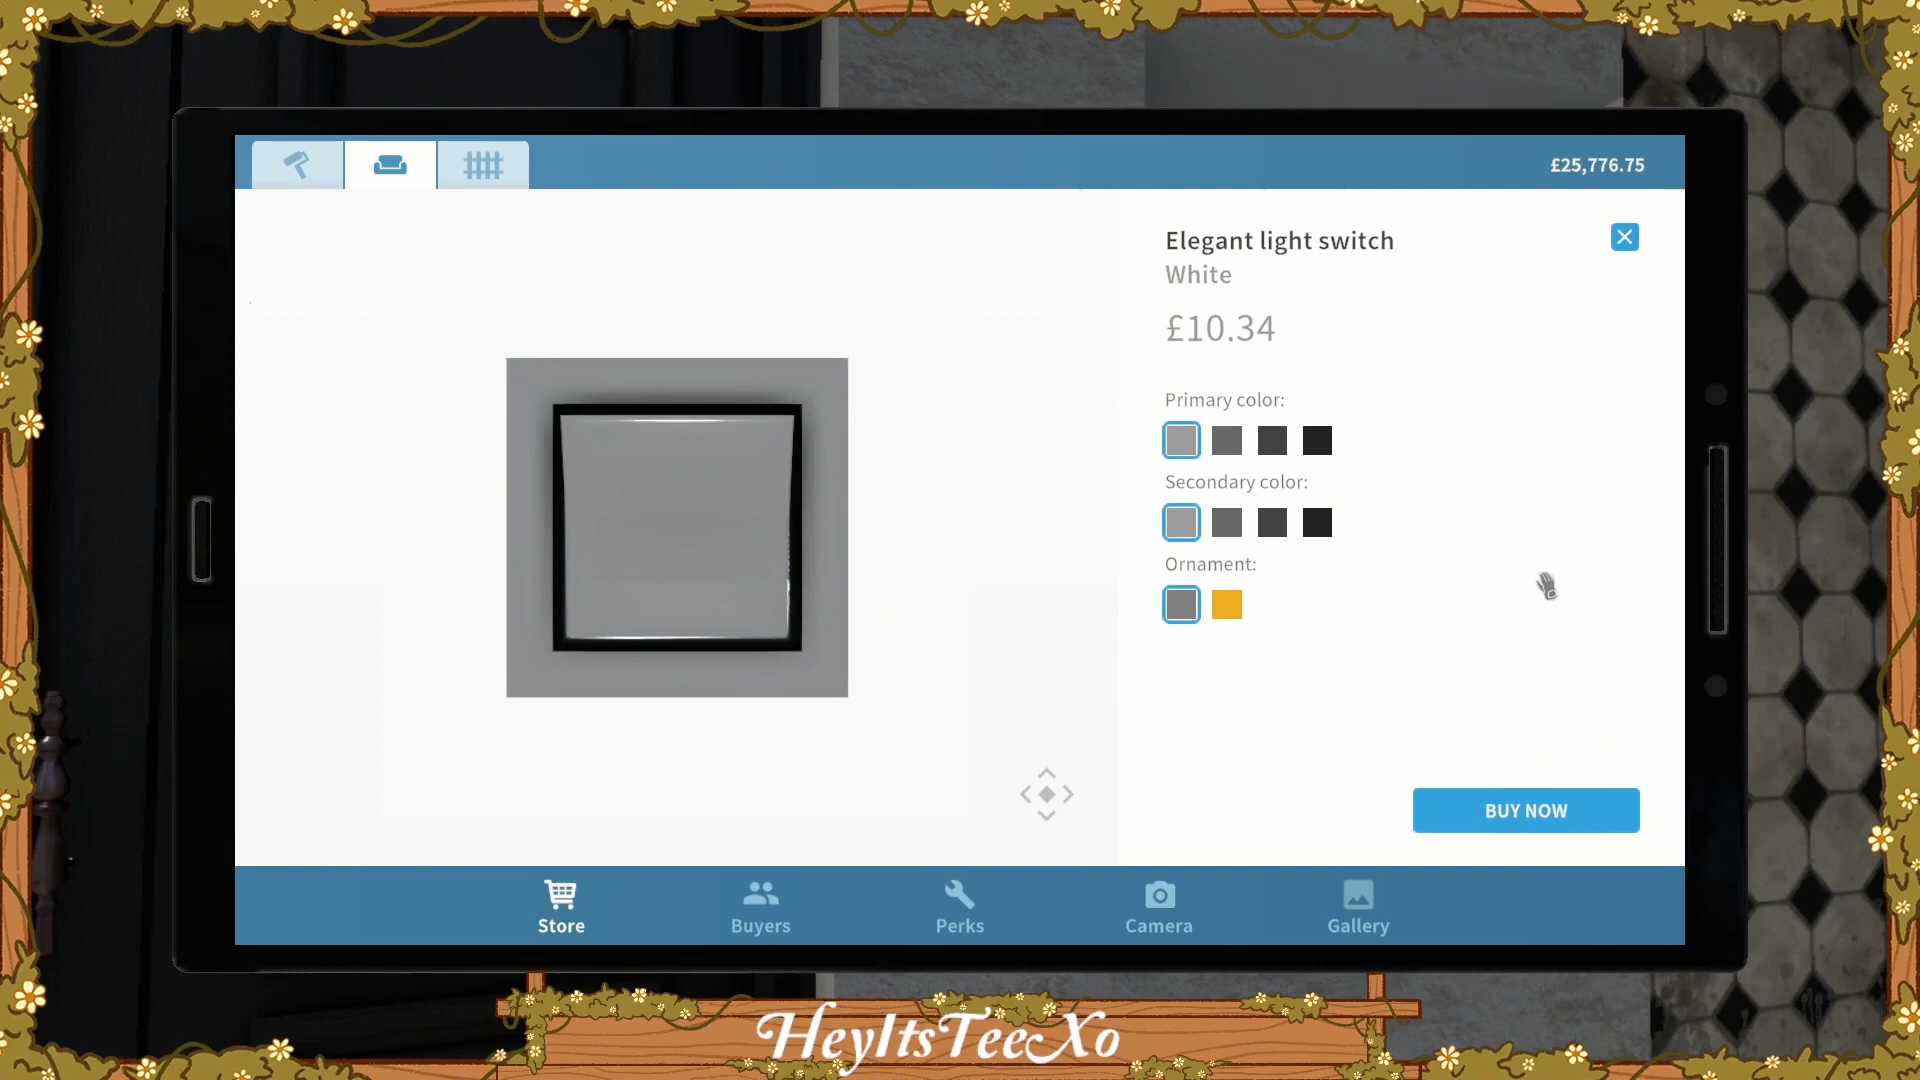 £25,776.75
Elegant light switch
White
£10.34
Primary color:
Secondary color:
Ornament:
BUY NOW
Store
Buyers
Perks
Camera
Gallery
HeyItsTeeXo